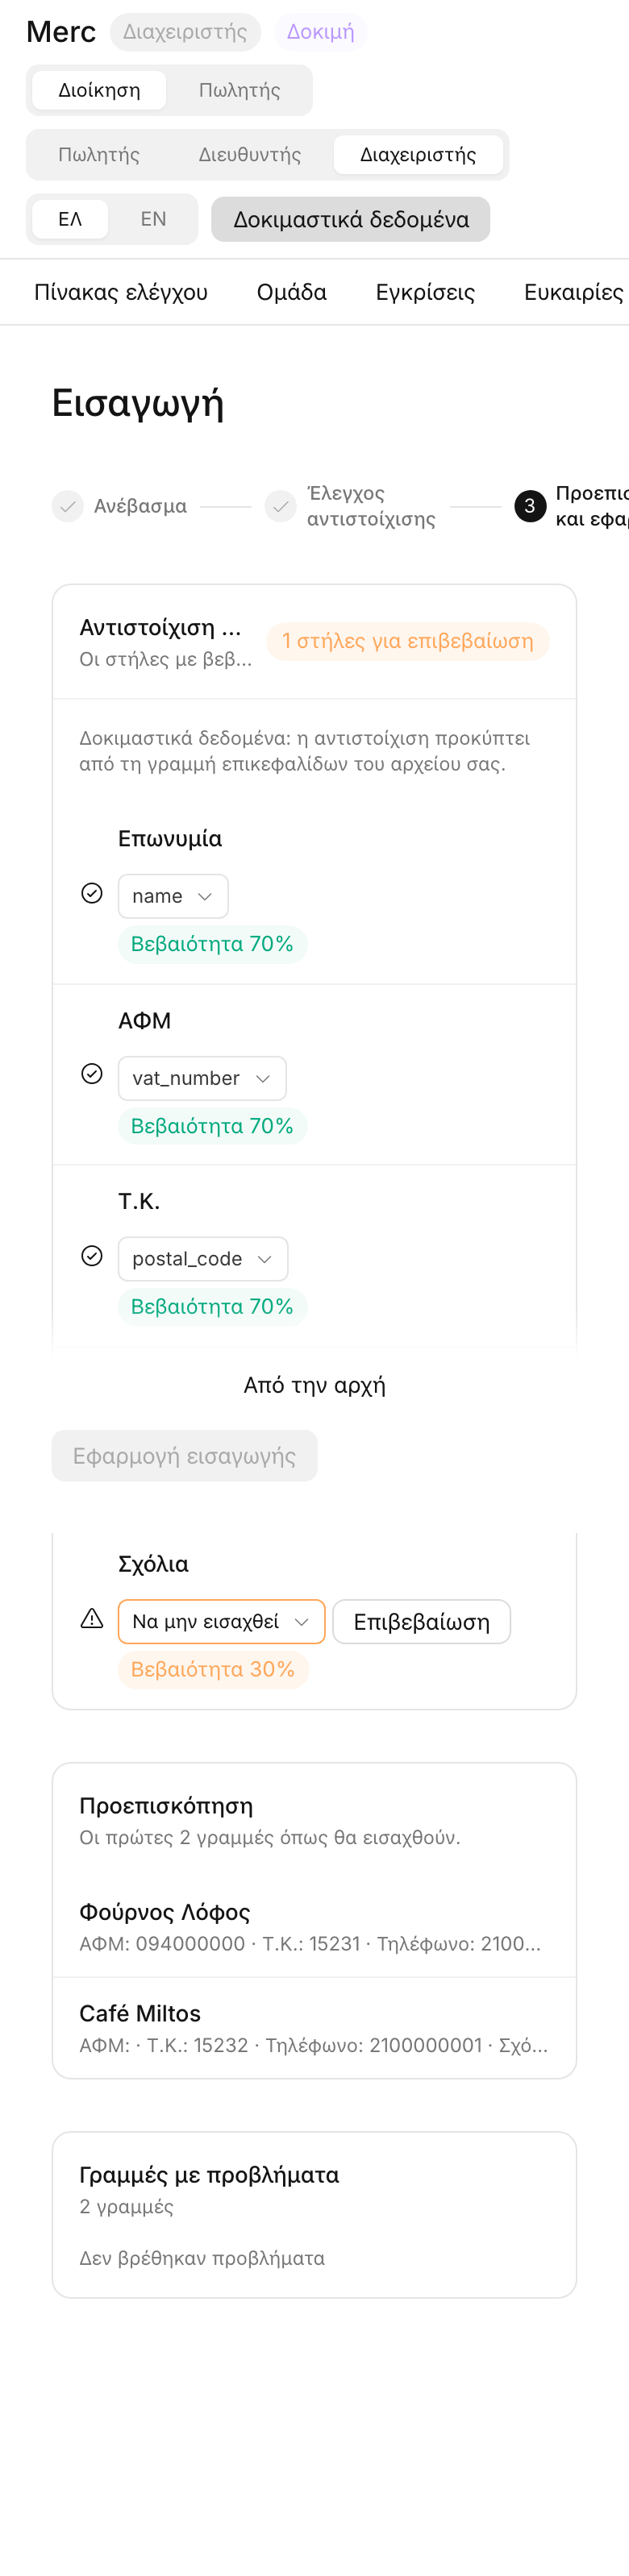 Merc Διαχειριστής Δοκιμή
Διοίκηση Πωλητής
Πωλητής Διευθυντής Διαχειριστής
ΕΛ EN Δοκιμαστικά δεδομένα
Πίνακας ελέγχου Ομάδα Εγκρίσεις Ευκαιρίες
Εισαγωγή
Ανέβασμα
Έλεγχος
αντιστοίχισης
3
Προεπισ
και εφαρ
Αντιστοίχιση ...
Οι στήλες με βεβ...
1 στήλες για επιβεβαίωση
Δοκιμαστικά δεδομένα: η αντιστοίχιση προκύπτει
από τη γραμμή επικεφαλίδων του αρχείου σας.
Επωνυμία
name
Βεβαιότητα 70%
ΑΦΜ
vat_number
Βεβαιότητα 70%
Τ.Κ.
postal_code
Βεβαιότητα 70%
Από την αρχή
Εφαρμογή εισαγωγής
Σχόλια
Να μην εισαχθεί Επιβεβαίωση
Βεβαιότητα 30%
Προεπισκόπηση
Οι πρώτες 2 γραμμές όπως θα εισαχθούν.
Φούρνος Λόφος
ΑΦΜ: 094000000 · Τ.Κ.: 15231 · Τηλέφωνο: 2100...
Café Miltos
ΑΦΜ: · Τ.Κ.: 15232 · Τηλέφωνο: 2100000001 · Σχό...
Γραμμές με προβλήματα
2 γραμμές
Δεν βρέθηκαν προβλήματα